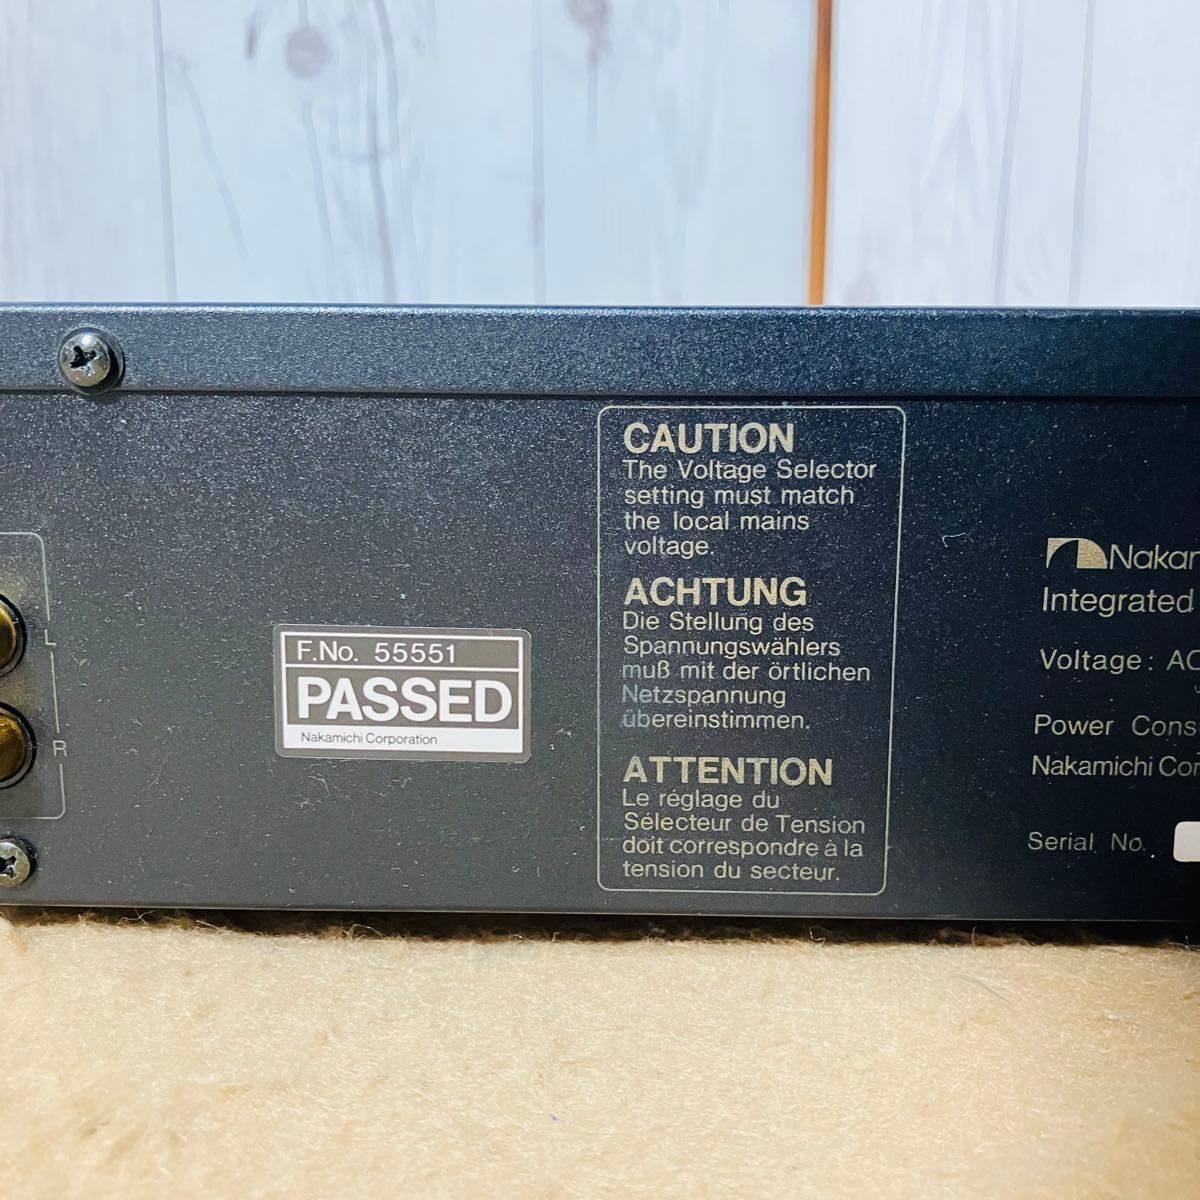 L
R
F.No. 55551
PASSED
Nakamichi Corporation
CAUTION
The Voltage Selector
setting must match
the local mains
voltage.
ACHTUNG
Die Stellung des
Spannungswählers
muß mit der örtlichen
Netzspannung
übereinstimmen.
ATTENTION
Le réglage du
Sélecteur de Tension
doit correspondre à la
tension du secteur.
Integrated
Voltage: AC
Power
Nakamichi
Serial No.